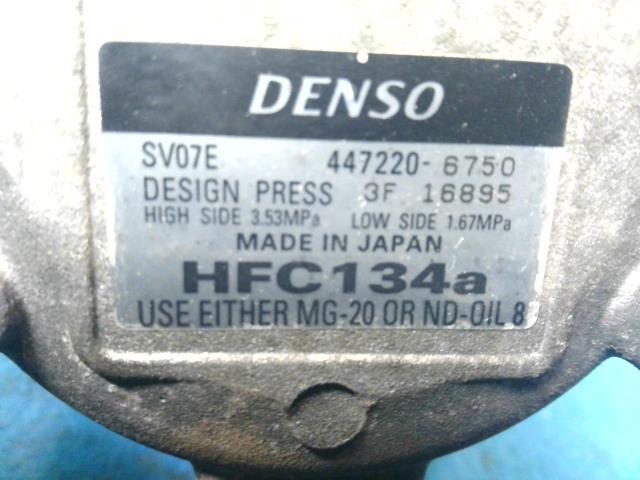 DENSO
SV07E 447220-6750
DESIGN PRESS 3F 16895
HIGH SIDE 3.53MPa LOW SIDE 1.67MPa
MADE IN JAPAN
HFC134a
USE EITHER MG-20 OR ND-OIL 8